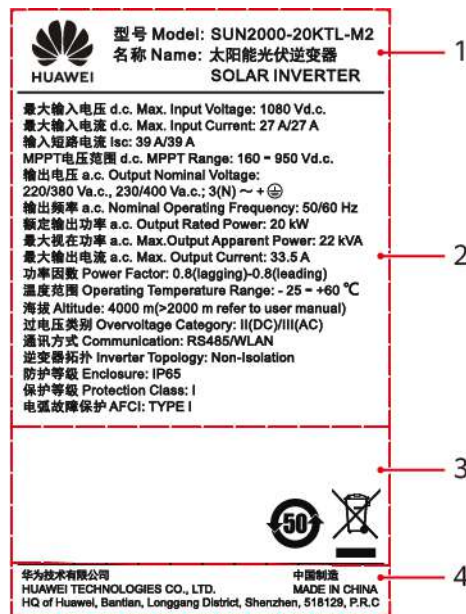 HUAWEI
型号 Model: SUN2000-20KTL-M2
名称 Name: 太阳能光伏逆变器
SOLAR INVERTER
1
最大输入电压 d.c. Max. Input Voltage: 1080 Vd.c.
最大输入电流 d.c. Max. Input Current: 27 A/27 A
输入短路电流 Isc: 39 A/39 A
MPPT电压范围 d.c. MPPT Range: 160 - 950 Vd.c.
输出电压 a.c. Output Nominal Voltage:
220/380 Va.c., 230/400 Va.c.; 3(N) ~ + ⏚
输出频率 a.c. Nominal Operating Frequency: 50/60 Hz
额定输出功率 a.c. Output Rated Power: 20 kW
最大视在功率 a.c. Max.Output Apparent Power: 22 kVA
最大输出电流 a.c. Max. Output Current: 33.5 A
功率因数 Power Factor: 0.8(lagging)-0.8(leading)
温度范围 Operating Temperature Range: - 25 ~ +60 ℃
海拔 Altitude: 4000 m(>2000 m refer to user manual)
过电压类别 Overvoltage Category: II(DC)/III(AC)
通讯方式 Communication: RS485/WLAN
逆变器拓扑 Inverter Topology: Non-Isolation
防护等级 Enclosure: IP65
保护等级 Protection Class: I
电弧故障保护 AFCI: TYPE I
2
3
50
华为技术有限公司 中国制造
HUAWEI TECHNOLOGIES CO., LTD. MADE IN CHINA
HQ of Huawei, Bantian, Longgang District, Shenzhen, 518129, P.R.C
4